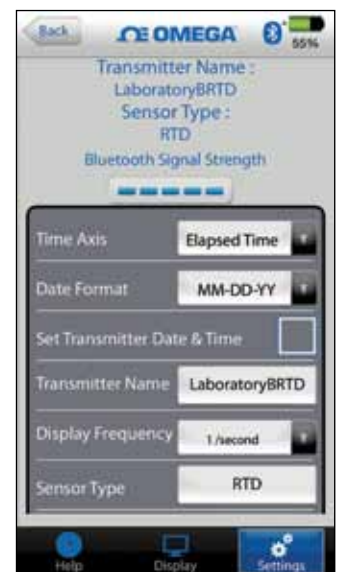 Back
OMEGA
55%
Transmitter Name :
LaboratoryBRTD
Sensor Type :
RTD
Bluetooth Signal Strength
Time Axis Elapsed Time
Date Format MM-DD-YY
Set Transmitter Date & Time
Transmitter Name LaboratoryBRTD
Display Frequency 1 /second
Sensor Type RTD
Help Display Settings